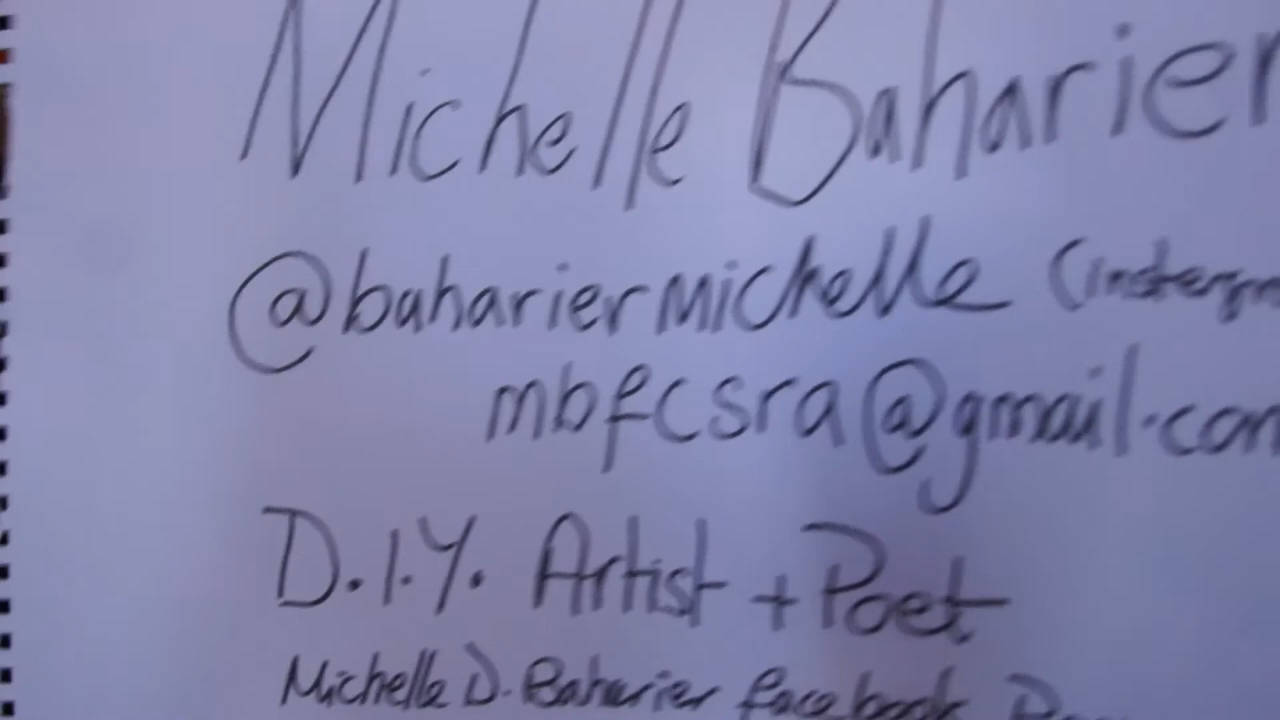 Michelle Baharier
@bahariermichelle
mbfcsra@gmail.com
D.I.Y. Artist + Poet
Michelle D. Baharier facebook